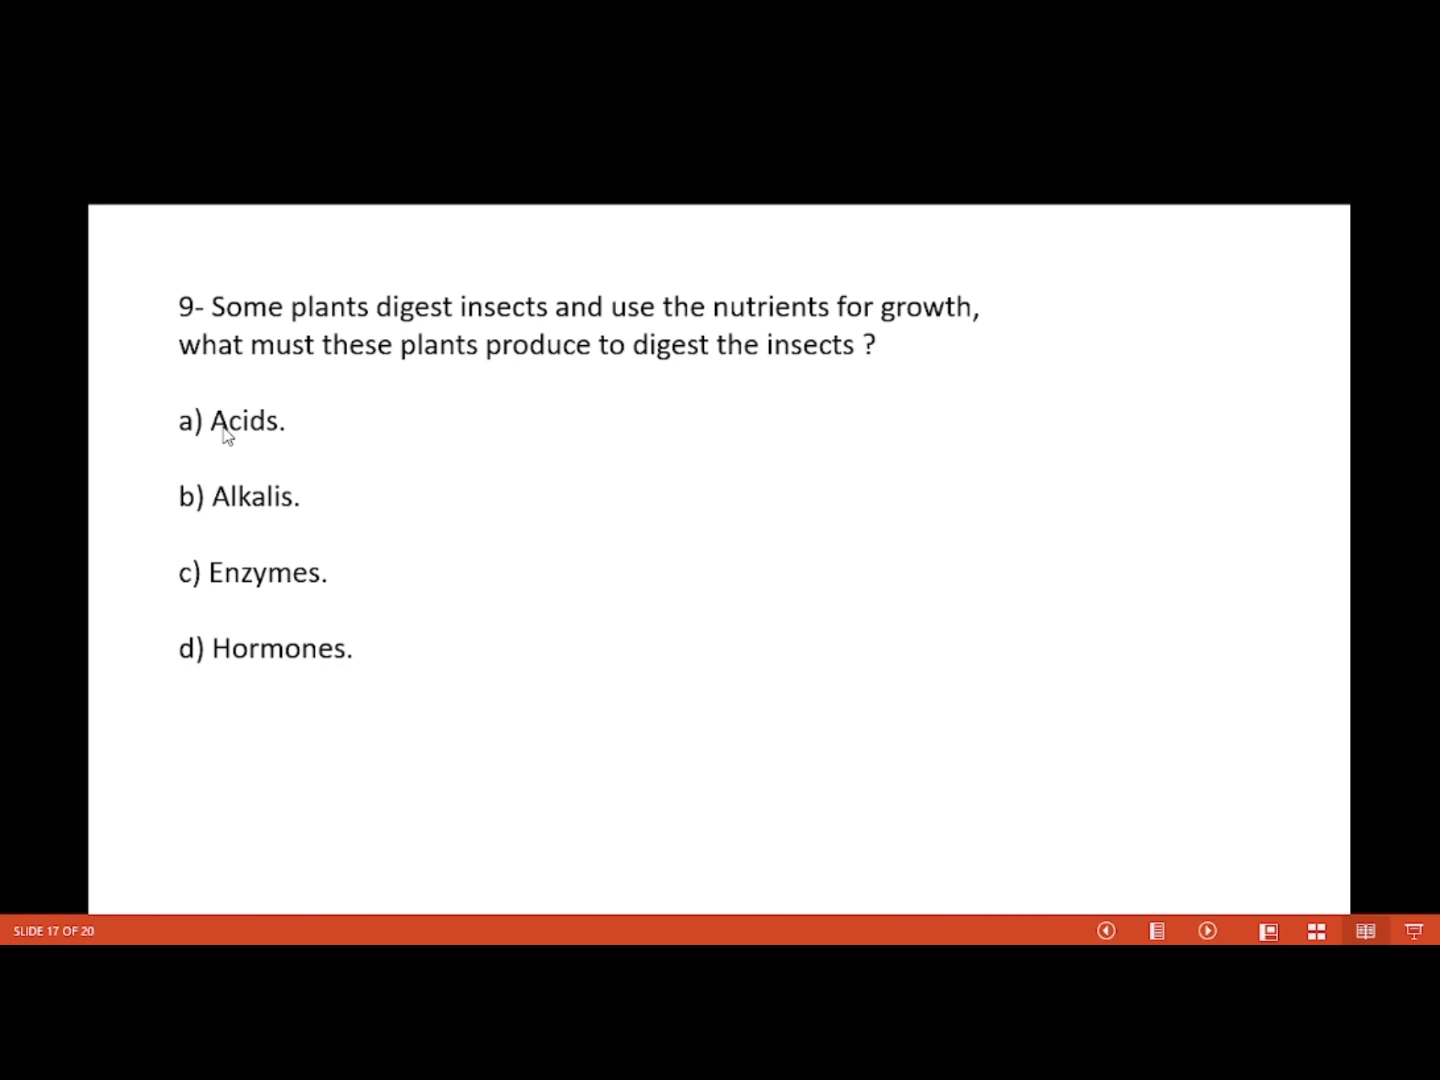 9- Some plants digest insects and use the nutrients for growth,
what must these plants produce to digest the insects ?
a) Acids.
b) Alkalis.
c) Enzymes.
d) Hormones.
SLIDE 17 OF 20